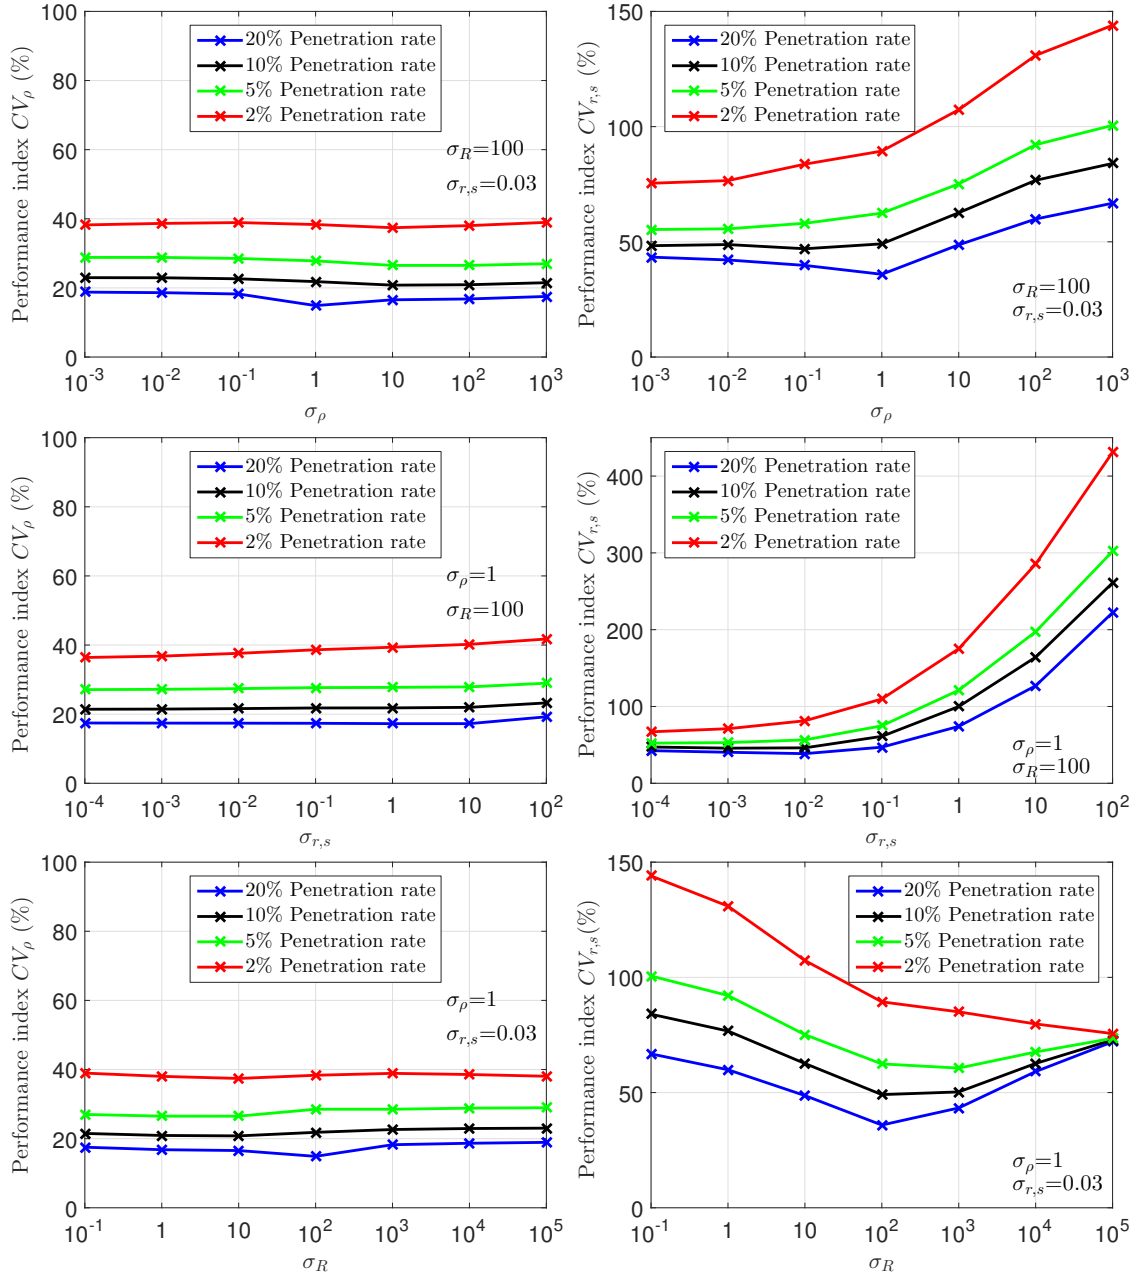 100
80
60
40
20
0
Performance index CV_ρ (%)
20% Penetration rate
10% Penetration rate
5% Penetration rate
2% Penetration rate
σ_R=100
σ_{r,s}=0.03
10^-3 10^-2 10^-1 1 10 10^2 10^3
σ_ρ
150
100
50
0
Performance index CV_{r,s} (%)
20% Penetration rate
10% Penetration rate
5% Penetration rate
2% Penetration rate
σ_R=100
σ_{r,s}=0.03
10^-3 10^-2 10^-1 1 10 10^2 10^3
σ_ρ
100
80
60
40
20
0
Performance index CV_ρ (%)
20% Penetration rate
10% Penetration rate
5% Penetration rate
2% Penetration rate
σ_ρ=1
σ_R=100
10^-4 10^-3 10^-2 10^-1 1 10 10^2
σ_{r,s}
400
300
200
100
0
Performance index CV_{r,s} (%)
20% Penetration rate
10% Penetration rate
5% Penetration rate
2% Penetration rate
σ_ρ=1
σ_R=100
10^-4 10^-3 10^-2 10^-1 1 10 10^2
σ_{r,s}
100
80
60
40
20
0
Performance index CV_ρ (%)
20% Penetration rate
10% Penetration rate
5% Penetration rate
2% Penetration rate
σ_ρ=1
σ_{r,s}=0.03
10^-1 1 10 10^2 10^3 10^4 10^5
σ_R
150
100
50
0
Performance index CV_{r,s}(%)
20% Penetration rate
10% Penetration rate
5% Penetration rate
2% Penetration rate
σ_ρ=1
σ_{r,s}=0.03
10^-1 1 10 10^2 10^3 10^4 10^5
σ_R